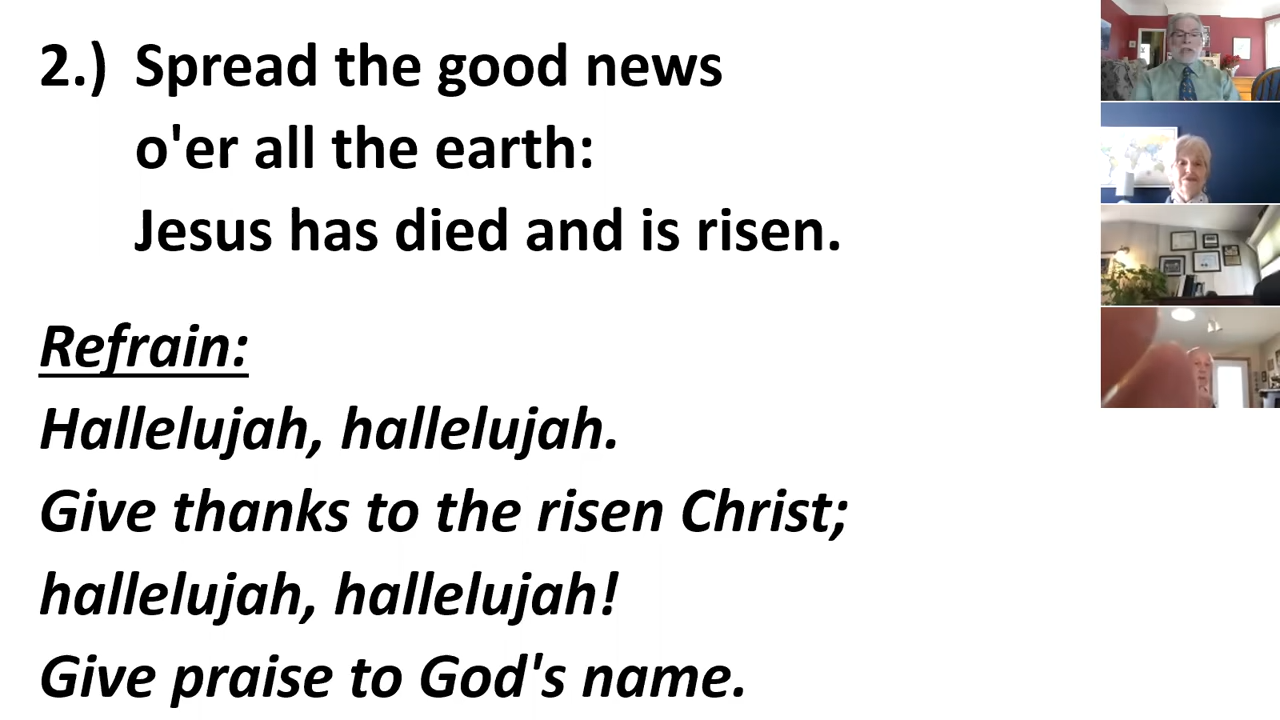 2.) Spread the good news
o'er all the earth:
Jesus has died and is risen.
Refrain:
Hallelujah, hallelujah.
Give thanks to the risen Christ;
hallelujah, hallelujah!
Give praise to God's name.